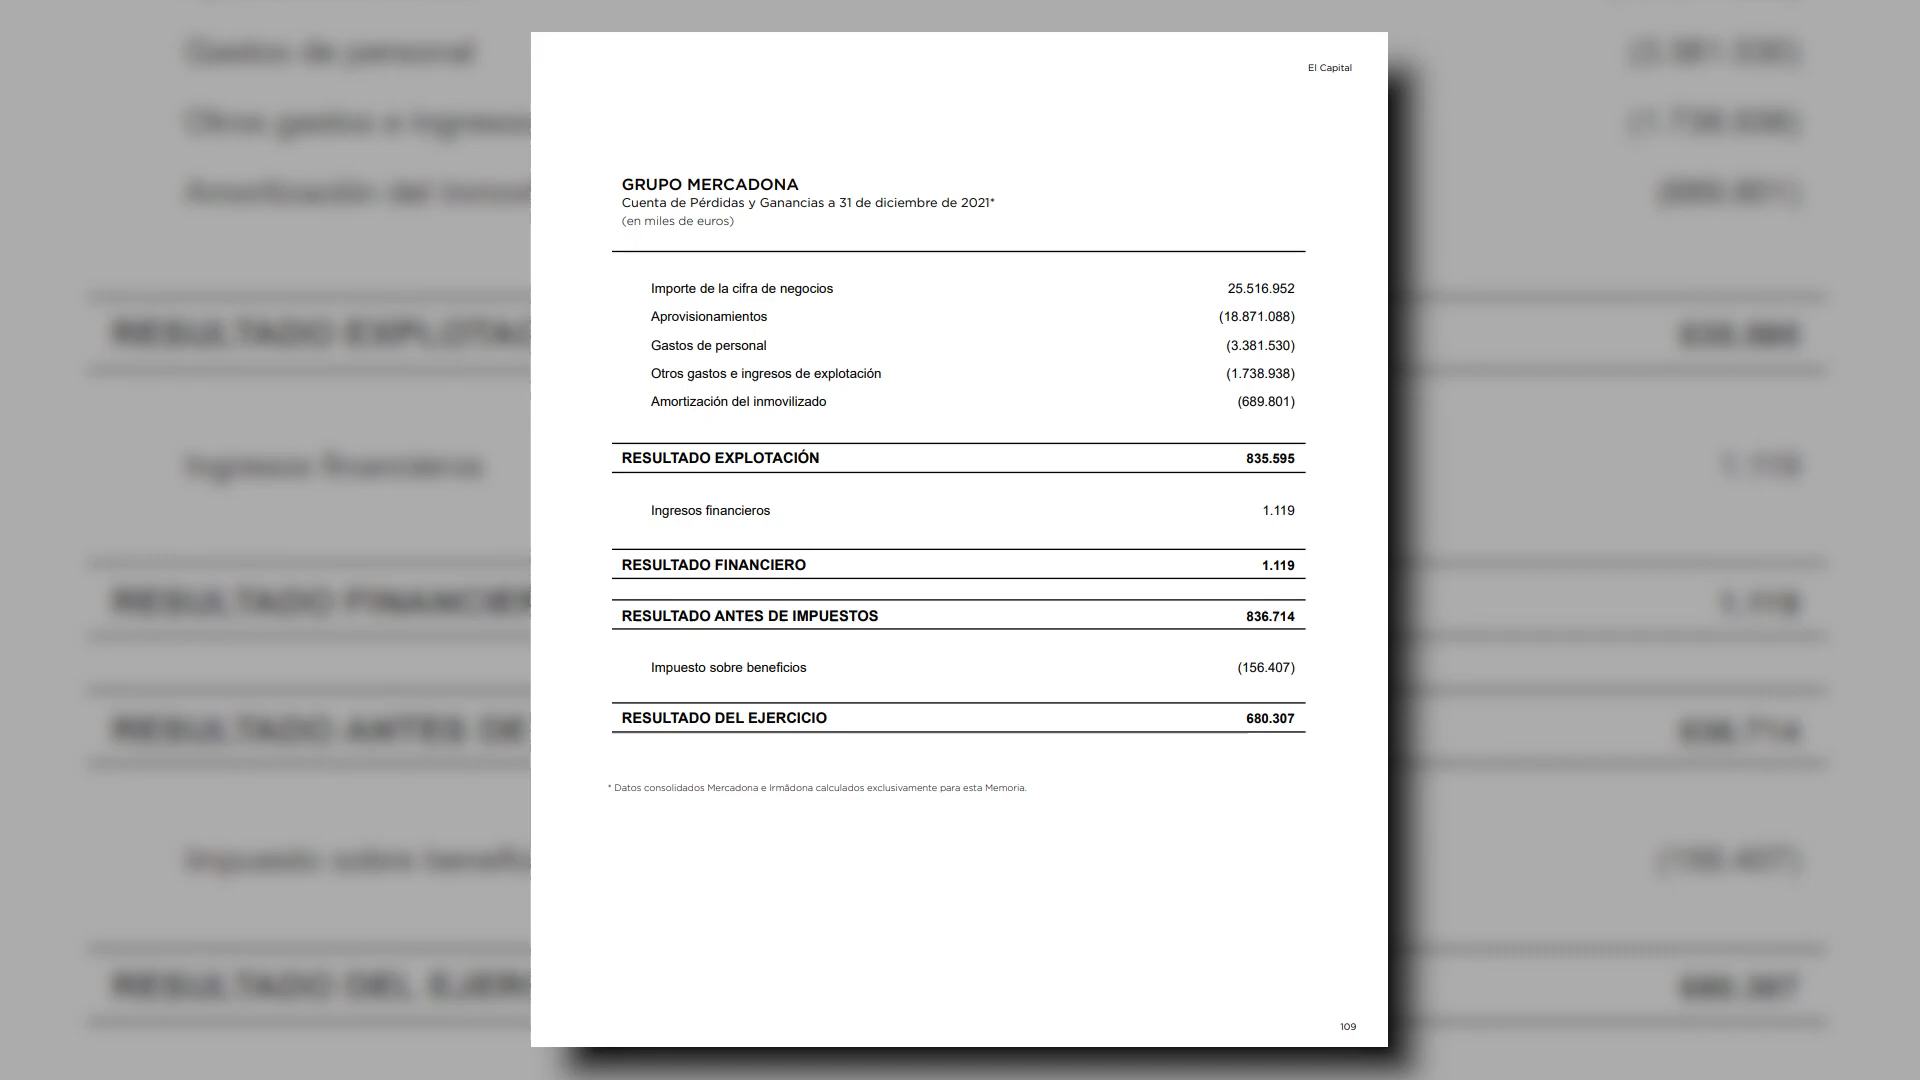 El Capital
GRUPO MERCADONA
Cuenta de Pérdidas y Ganancias a 31 de diciembre de 2021*
(en miles de euros)
Importe de la cifra de negocios 25.516.952
Aprovisionamientos (18.871.088)
Gastos de personal (3.381.530)
Otros gastos e ingresos de explotación (1.738.938)
Amortización del inmovilizado (689.801)
RESULTADO EXPLOTACIÓN 835.595
Ingresos financieros 1.119
RESULTADO FINANCIERO 1.119
RESULTADO ANTES DE IMPUESTOS 836.714
Impuesto sobre beneficios (156.407)
RESULTADO DEL EJERCICIO 680.307
* Datos consolidados Mercadona e Irmãdona calculados exclusivamente para esta Memoria.
109